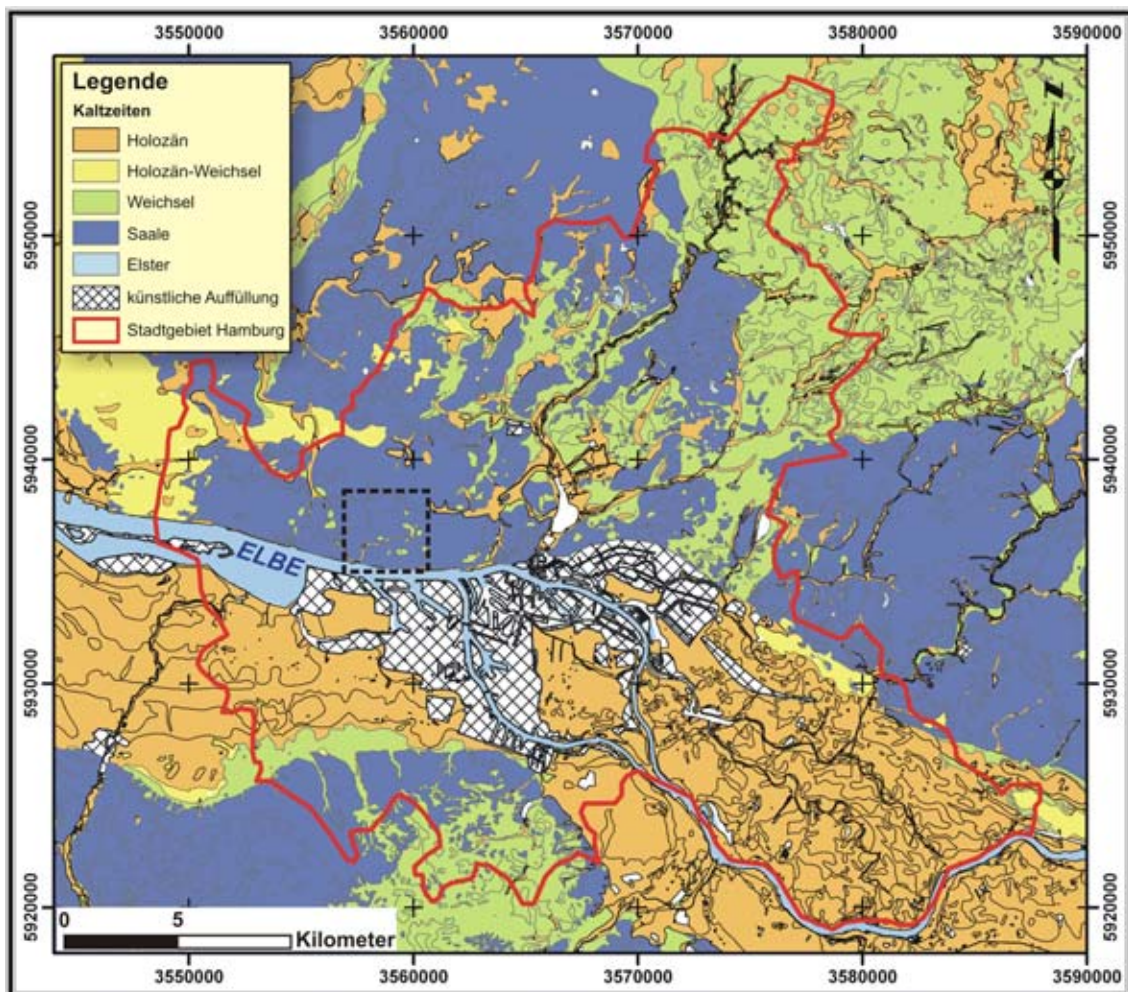 3550000 3560000 3570000 3580000 3590000
Legende
Kaltzeiten
Holozän
Holozän-Weichsel
Weichsel
Saale
Elster
künstliche Auffüllung
Stadtgebiet Hamburg
N
5950000 5950000
5940000 5940000
ELBE
5930000 5930000
5920000 5920000
0 5
Kilometer
3550000 3560000 3570000 3580000 3590000